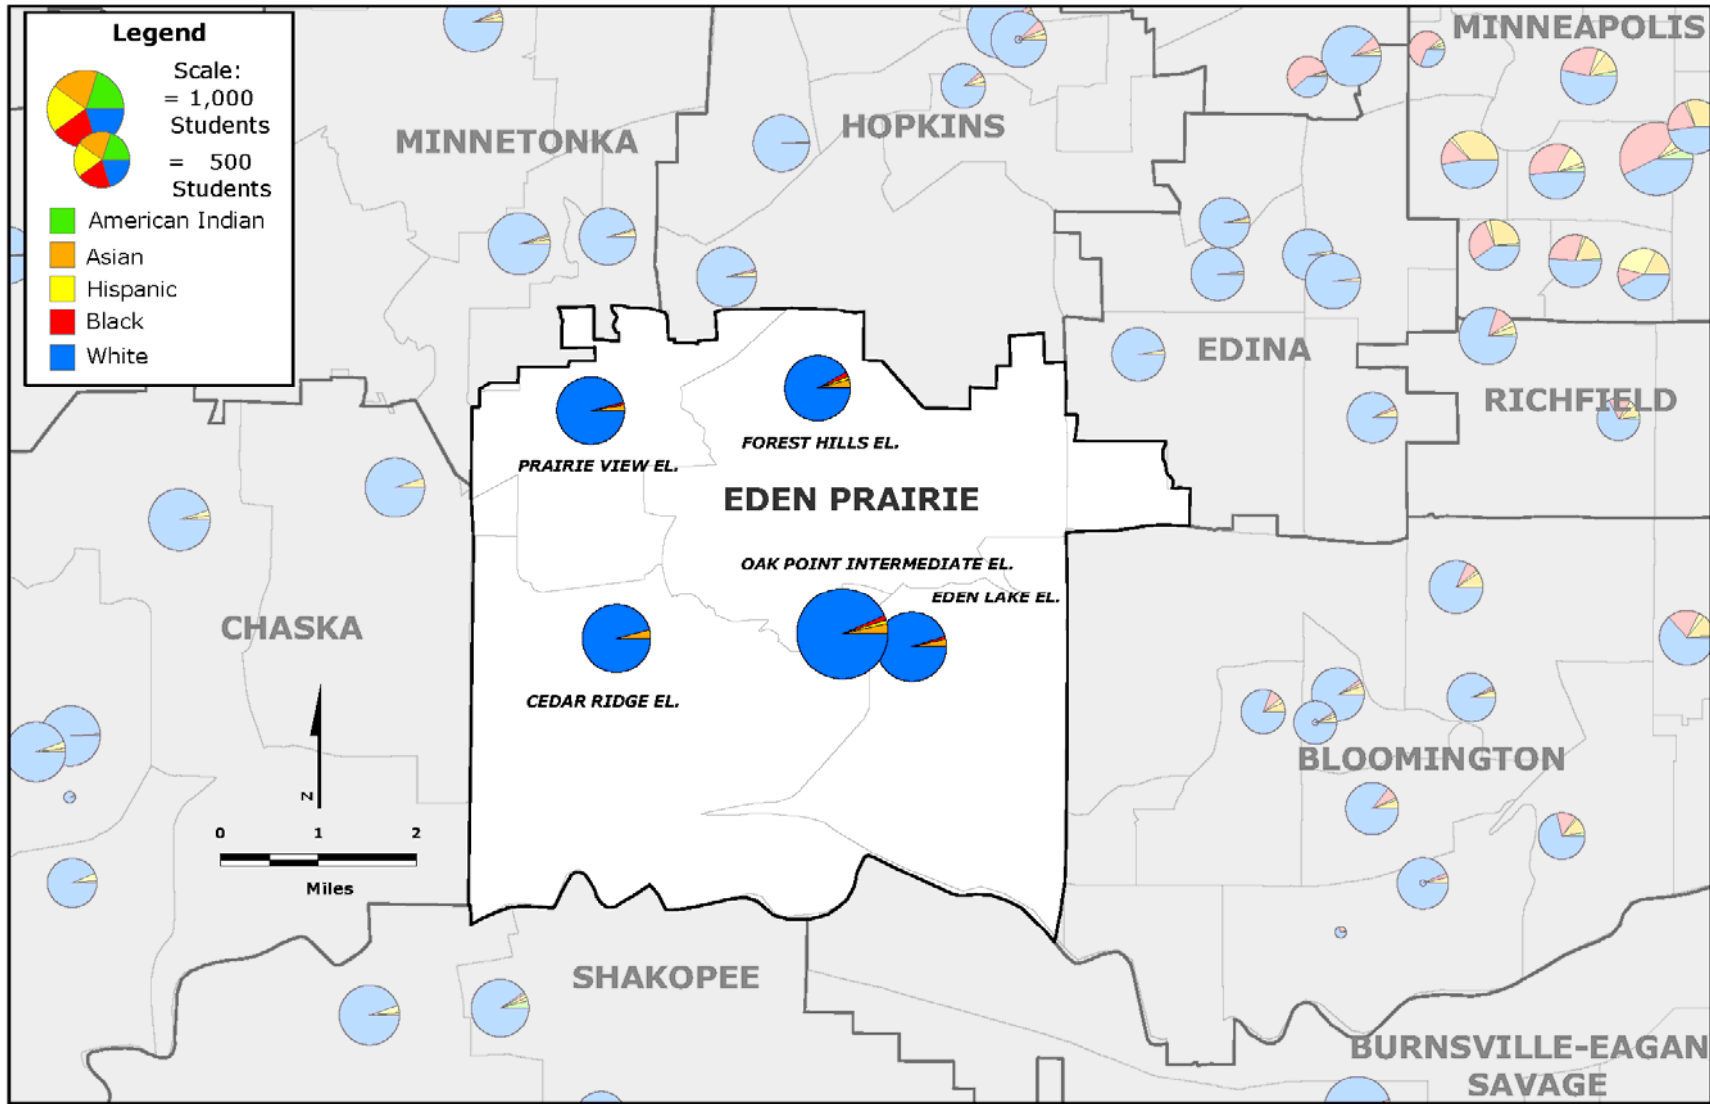 Legend
Scale:
= 1,000
Students
= 500
Students
American Indian
Asian
Hispanic
Black
White
MINNEAPOLIS
MINNETONKA
HOPKINS
EDINA
RICHFIELD
FOREST HILLS EL.
PRAIRIE VIEW EL.
EDEN PRAIRIE
OAK POINT INTERMEDIATE EL.
EDEN LAKE EL.
CHASKA
CEDAR RIDGE EL.
BLOOMINGTON
N
0 1 2
Miles
SHAKOPEE
BURNSVILLE-EAGAN
SAVAGE